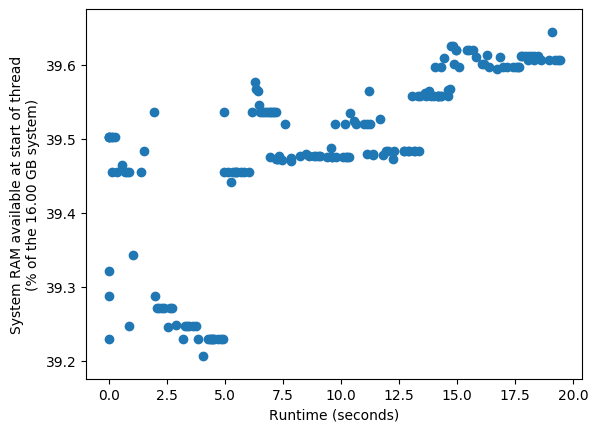 System RAM available at start of thread
(% of the 16.00 GB system)
39.6
39.5
39.4
39.3
39.2
0.0 2.5 5.0 7.5 10.0 12.5 15.0 17.5 20.0
Runtime (seconds)